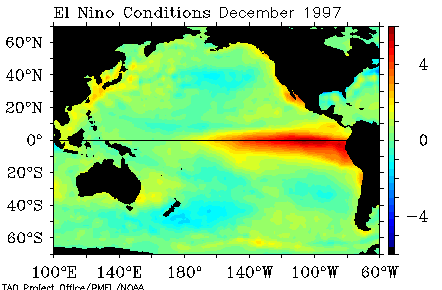 El Nino Conditions December 1997
60°N
40°N
20°N
0°
20°S
40°S
60°S
100°E 140°E 180° 140°W 100°W 60°W
4
0
−4
TAO Project Office/PMEL/NOAA